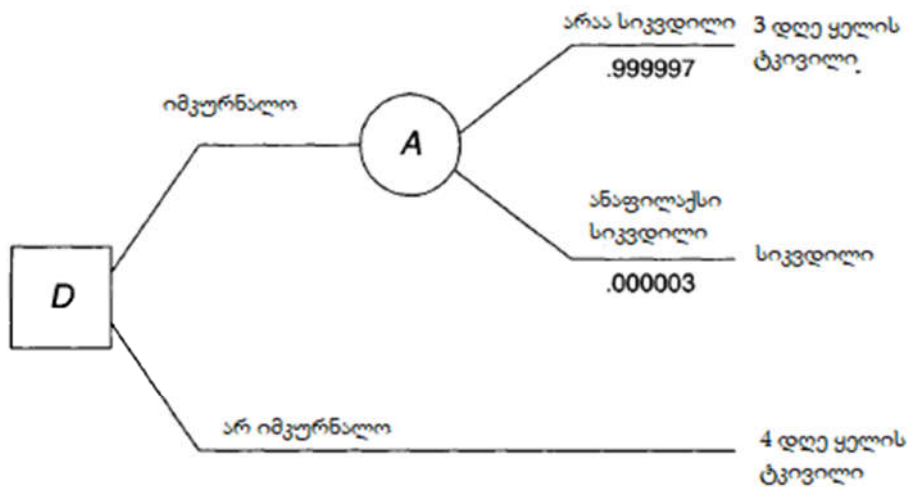 არაა სიკვდილი
3 დღე ყელის
ტკივილი.
.999997
იმკურნალო
A
ანაფილაქსი
სიკვდილი
სიკვდილი
.000003
D
არ იმკურნალო
4 დღე ყელის
ტკივილი